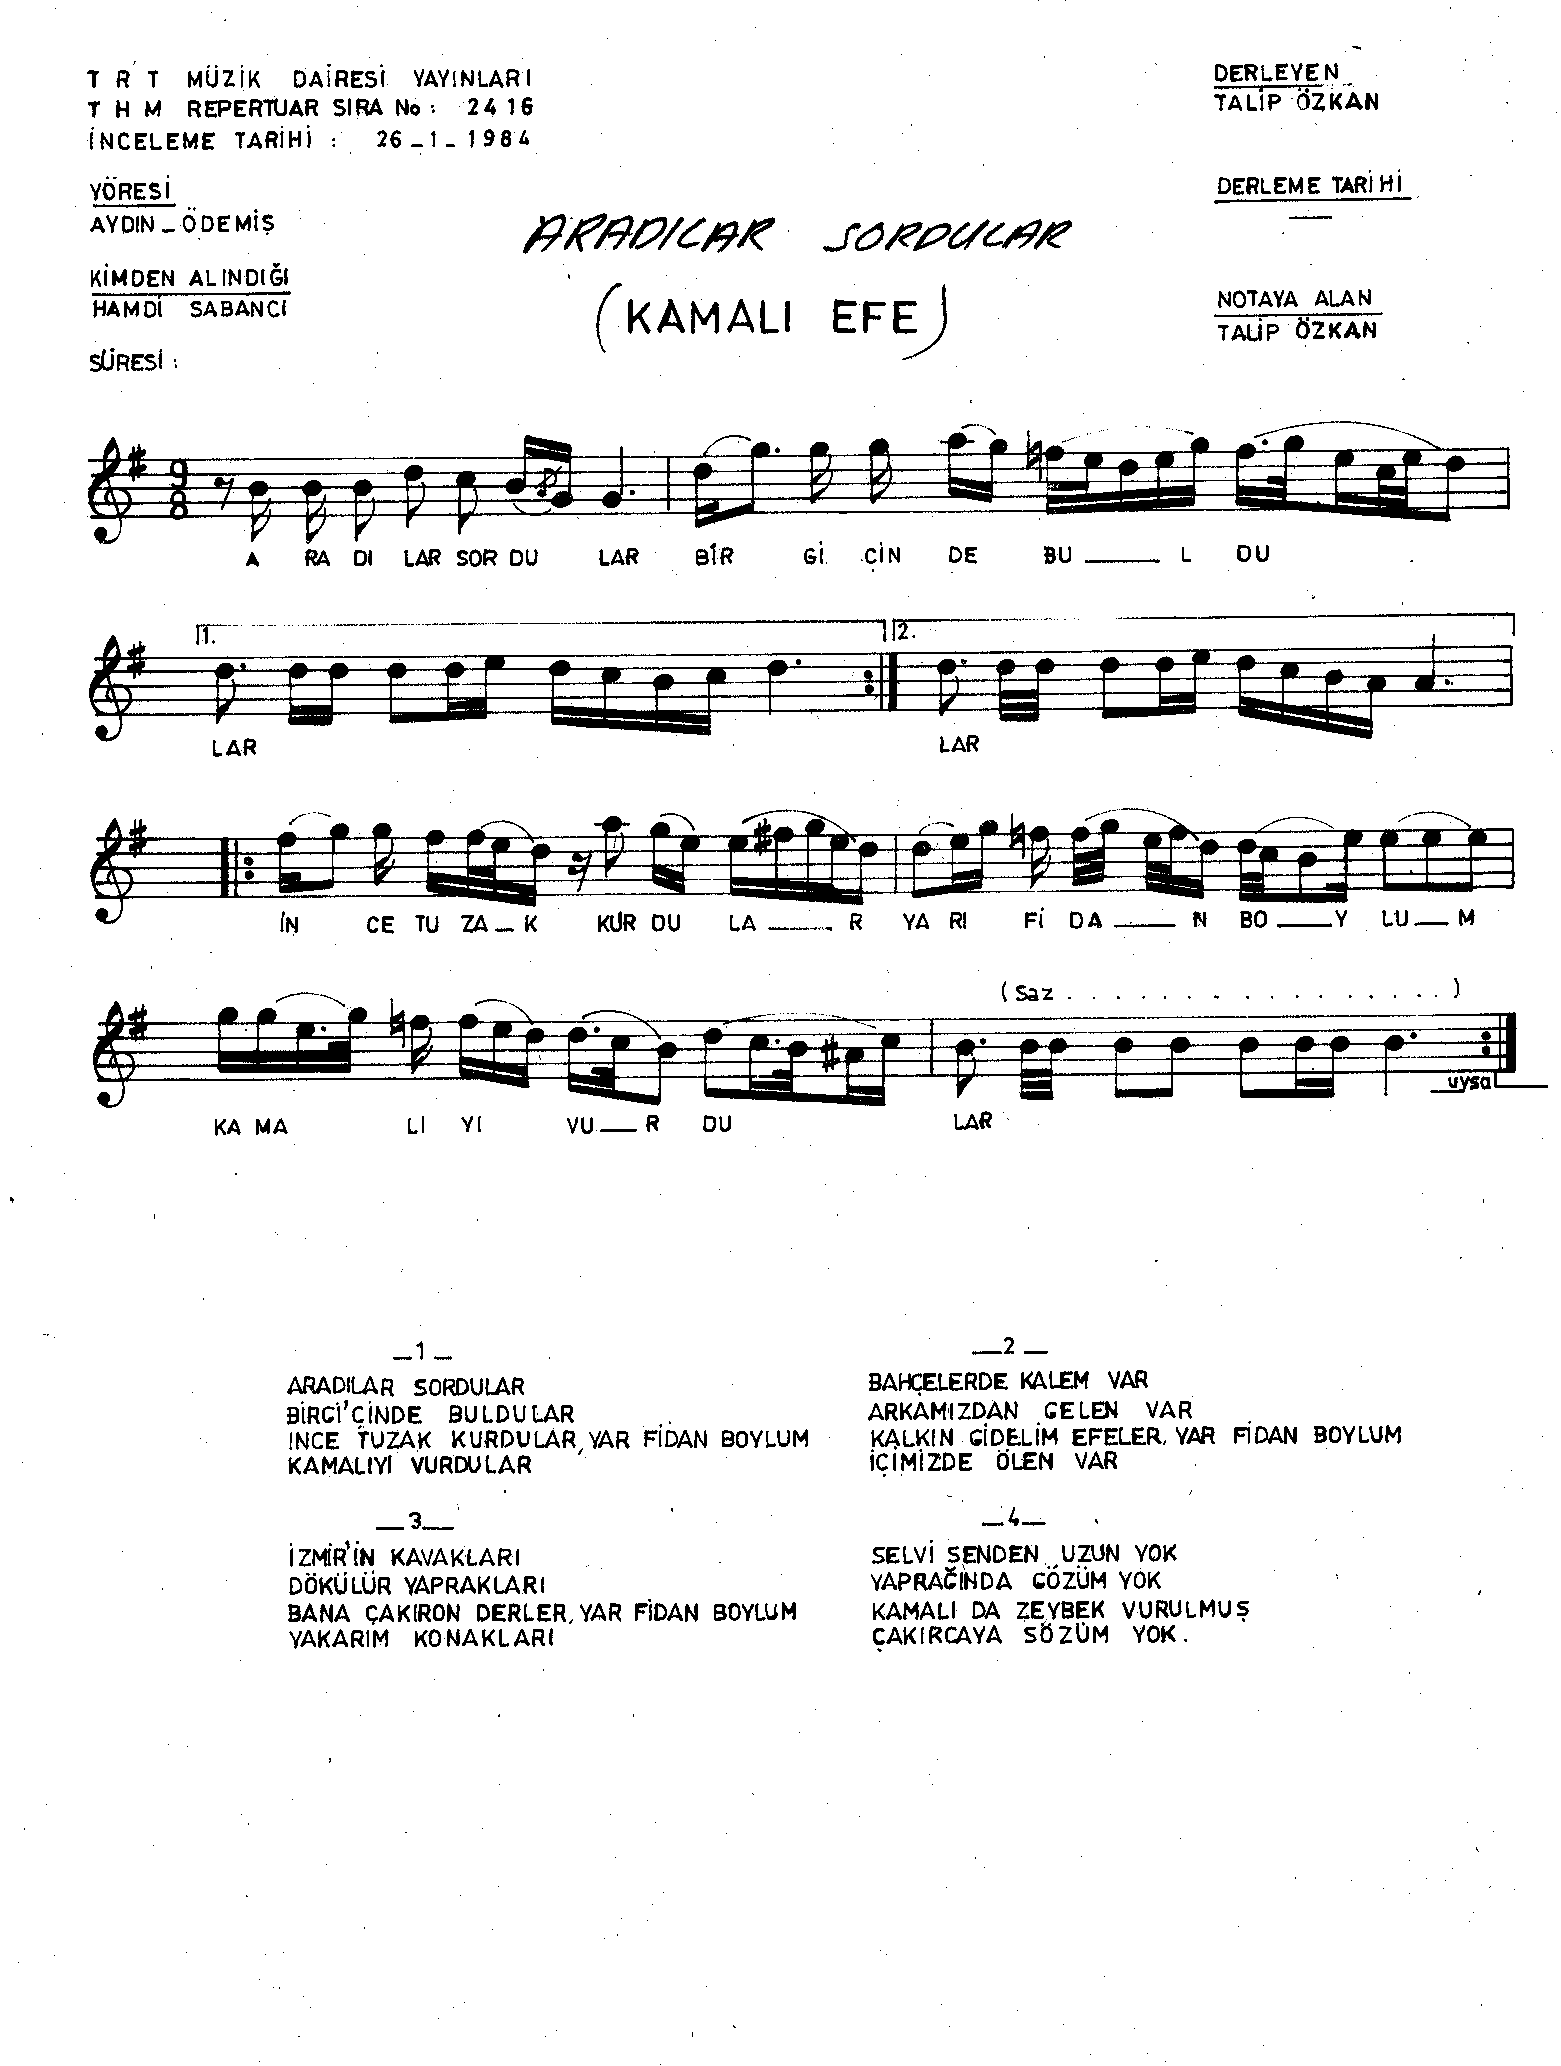 TRT MÜZİK DAİRESİ YAYINLARI
THM REPERTUAR SIRA No: 2416
İNCELEME TARİHİ : 26-1-1984
DERLEYEN
TALİP ÖZKAN
YÖRESİ
AYDIN-ÖDEMİŞ
DERLEME TARİHİ
—
ARADILAR SORDULAR
(KAMALI EFE)
KİMDEN ALINDIĞI
HAMDİ SABANCI
NOTAYA ALAN
TALİP ÖZKAN
SÜRESİ :
9
8
A RA DI LAR SOR DU LAR BİR Gİ ÇİN DE BU — L DU
1. 2.
LAR LAR
İN CE TU ZA — K KUR DU LA — R YA RI Fİ DA — N BO — Y LU — M
(Saz . . . . . . . . . . . . . . . . . )
uysal
KA MA LI YI VU — R DU LAR
—1—
ARADILAR SORDULAR
BİRGİ'ÇİNDE BULDULAR
INCE TUZAK KURDULAR, YAR FİDAN BOYLUM
KAMALIYI VURDULAR
—2—
BAHÇELERDE KALEM VAR
ARKAMIZDAN GELEN VAR
KALKIN GİDELİM EFELER, YAR FİDAN BOYLUM
İÇİMİZDE ÖLEN VAR
—3—
İZMİR'İN KAVAKLARI
DÖKÜLÜR YAPRAKLARI
BANA ÇAKIRON DERLER, YAR FİDAN BOYLUM
YAKARIM KONAKLARI
—4—
SELVİ SENDEN UZUN YOK
YAPRAĞINDA GÖZÜM YOK
KAMALI DA ZEYBEK VURULMUŞ
ÇAKIRCAYA SÖZÜM YOK.